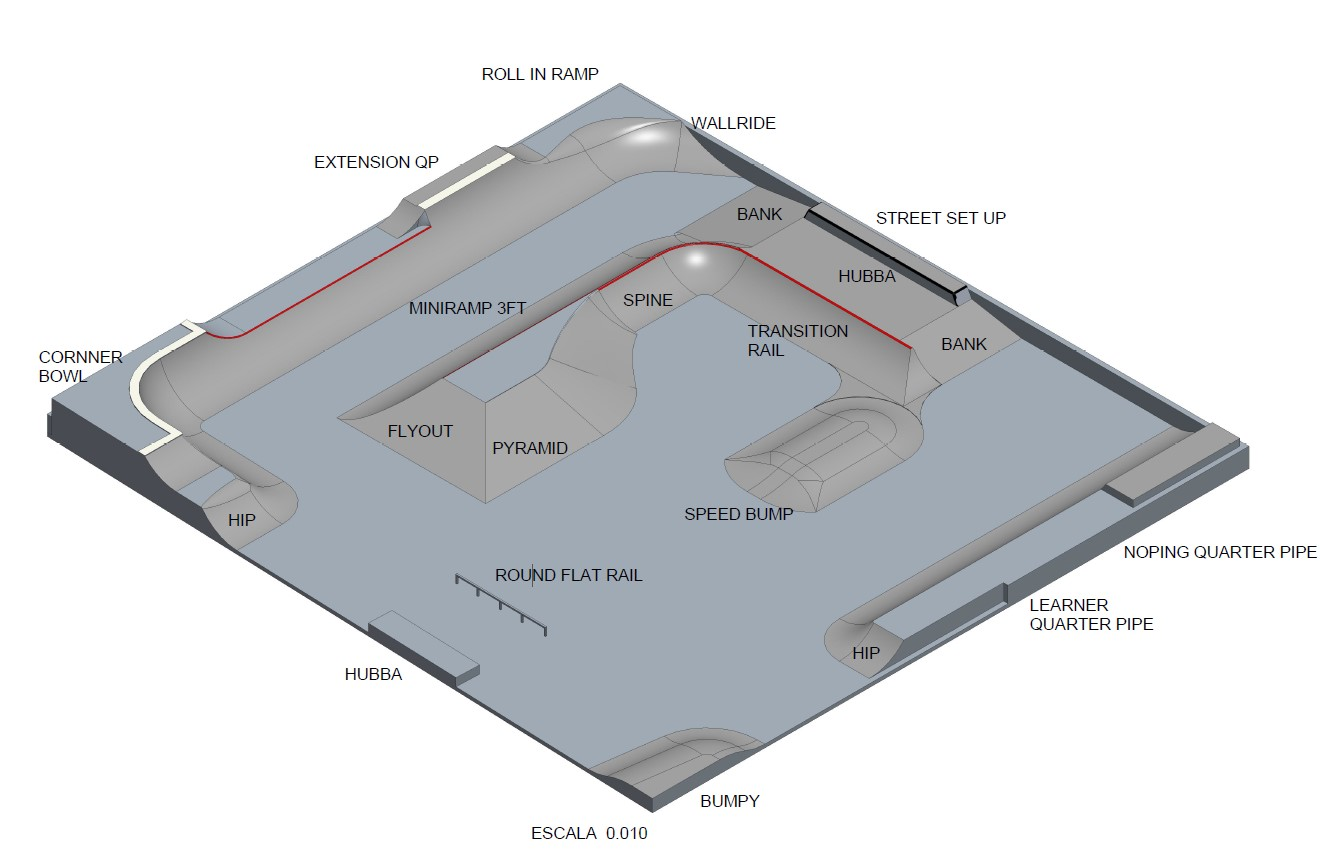 ROLL IN RAMP
WALLRIDE
EXTENSION QP
BANK
STREET SET UP
HUBBA
SPINE
MINIRAMP 3FT
TRANSITION
RAIL
BANK
CORNNER
BOWL
FLYOUT
PYRAMID
HIP
SPEED BUMP
NOPING QUARTER PIPE
ROUND FLAT RAIL
LEARNER
QUARTER PIPE
HIP
HUBBA
BUMPY
ESCALA 0.010